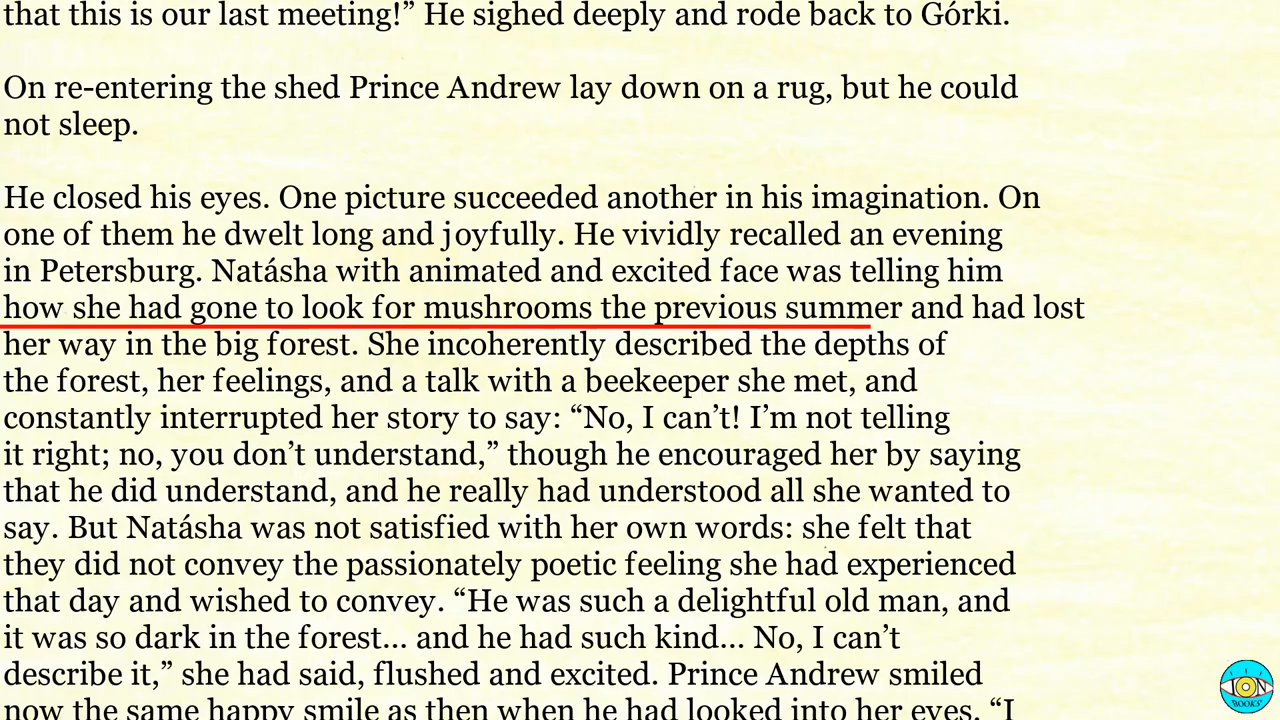 that this is our last meeting!” He sighed deeply and rode back to Górki.
On re-entering the shed Prince Andrew lay down on a rug, but he could
not sleep.
He closed his eyes. One picture succeeded another in his imagination. On
one of them he dwelt long and joyfully. He vividly recalled an evening
in Petersburg. Natásha with animated and excited face was telling him
how she had gone to look for mushrooms the previous summer and had lost
her way in the big forest. She incoherently described the depths of
the forest, her feelings, and a talk with a beekeeper she met, and
constantly interrupted her story to say: “No, I can’t! I’m not telling
it right; no, you don’t understand,” though he encouraged her by saying
that he did understand, and he really had understood all she wanted to
say. But Natásha was not satisfied with her own words: she felt that
they did not convey the passionately poetic feeling she had experienced
that day and wished to convey. “He was such a delightful old man, and
it was so dark in the forest... and he had such kind... No, I can’t
describe it,” she had said, flushed and excited. Prince Andrew smiled
now the same happy smile as then when he had looked into her eyes. “I
ION
BOOKS